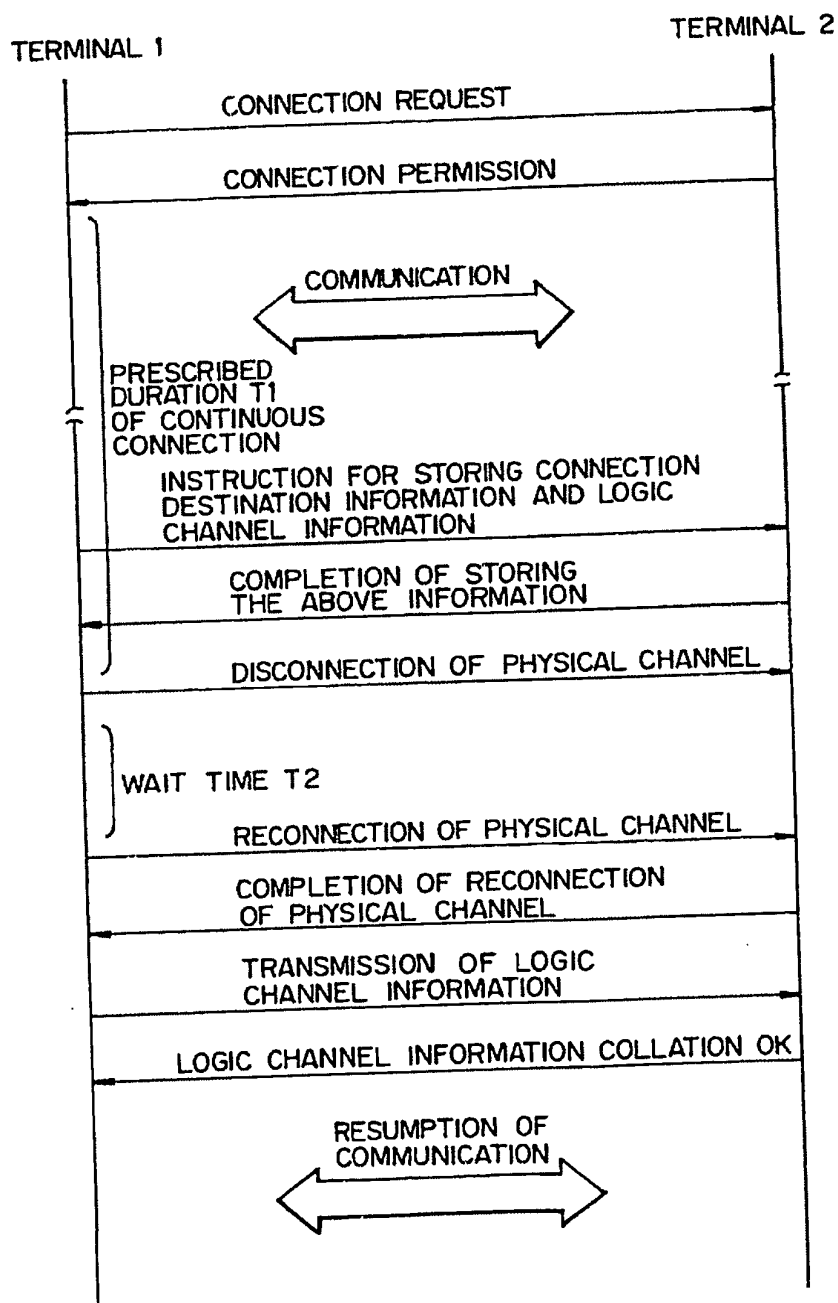 TERMINAL 1
TERMINAL 2
CONNECTION REQUEST
CONNECTION PERMISSION
COMMUNICATION
PRESCRIBED
DURATION T1
OF CONTINUOUS
CONNECTION
INSTRUCTION FOR STORING CONNECTION
DESTINATION INFORMATION AND LOGIC
CHANNEL INFORMATION
COMPLETION OF STORING
THE ABOVE INFORMATION
DISCONNECTION OF PHYSICAL CHANNEL
WAIT TIME T2
RECONNECTION OF PHYSICAL CHANNEL
COMPLETION OF RECONNECTION
OF PHYSICAL CHANNEL
TRANSMISSION OF LOGIC
CHANNEL INFORMATION
LOGIC CHANNEL INFORMATION COLLATION OK
RESUMPTION OF
COMMUNICATION